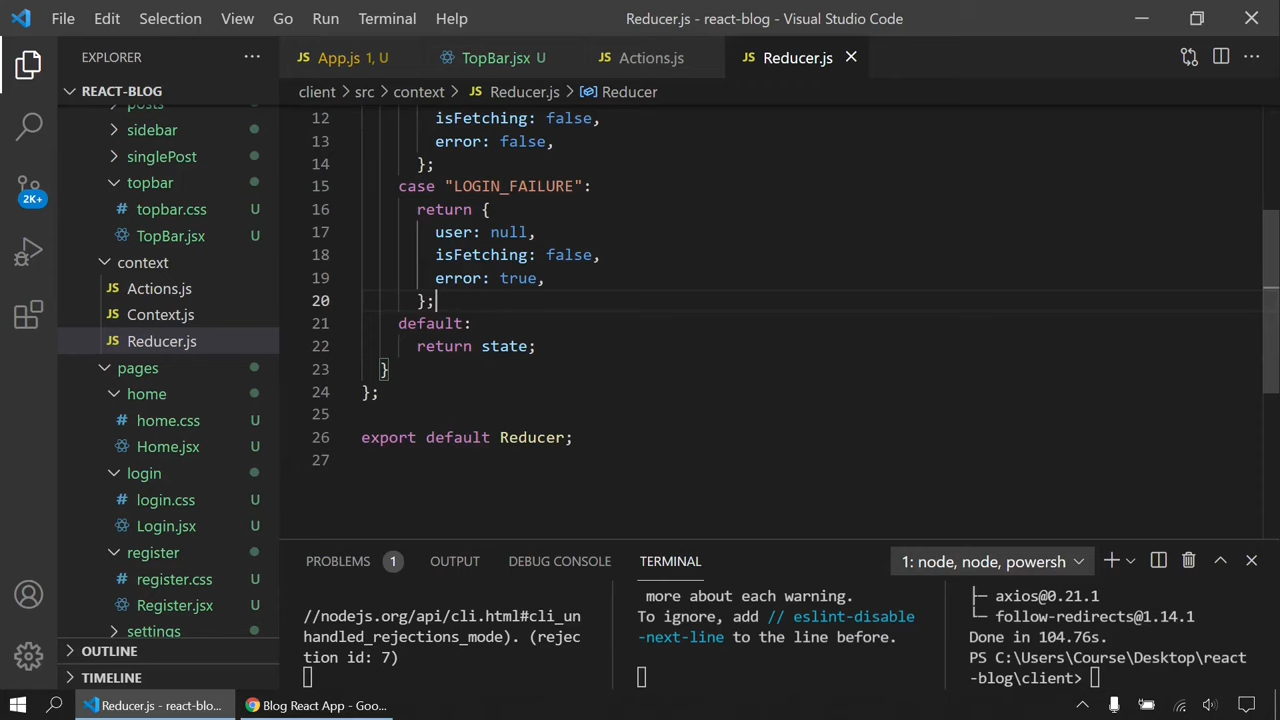 File Edit Selection View Go Run Terminal Help
Reducer.js - react-blog - Visual Studio Code
EXPLORER
REACT-BLOG
posts
sidebar
singlePost
topbar
topbar.css U
TopBar.jsx U
context
Actions.js
Context.js
Reducer.js
pages
home
home.css U
Home.jsx U
login
login.css U
Login.jsx U
register
register.css U
Register.jsx U
settings
OUTLINE
TIMELINE
2K+
JS App.js 1, U TopBar.jsx U JS Actions.js JS Reducer.js
client > src > context > JS Reducer.js > Reducer
12 isFetching: false,
13 error: false,
14 };
15 case "LOGIN_FAILURE":
16 return {
17 user: null,
18 isFetching: false,
19 error: true,
20 };
21 default:
22 return state;
23 }
24 };
25
26 export default Reducer;
27
PROBLEMS 1 OUTPUT DEBUG CONSOLE TERMINAL 1: node, node, powersh
//nodejs.org/api/cli.html#cli_un
handled_rejections_mode). (rejec
tion id: 7)
more about each warning.
To ignore, add // eslint-disable
-next-line to the line before.
├─ axios@0.21.1
└─ follow-redirects@1.14.1
Done in 104.76s.
PS C:\Users\Course\Desktop\react
-blog\client>
Reducer.js - react-blo...
Blog React App - Goo...